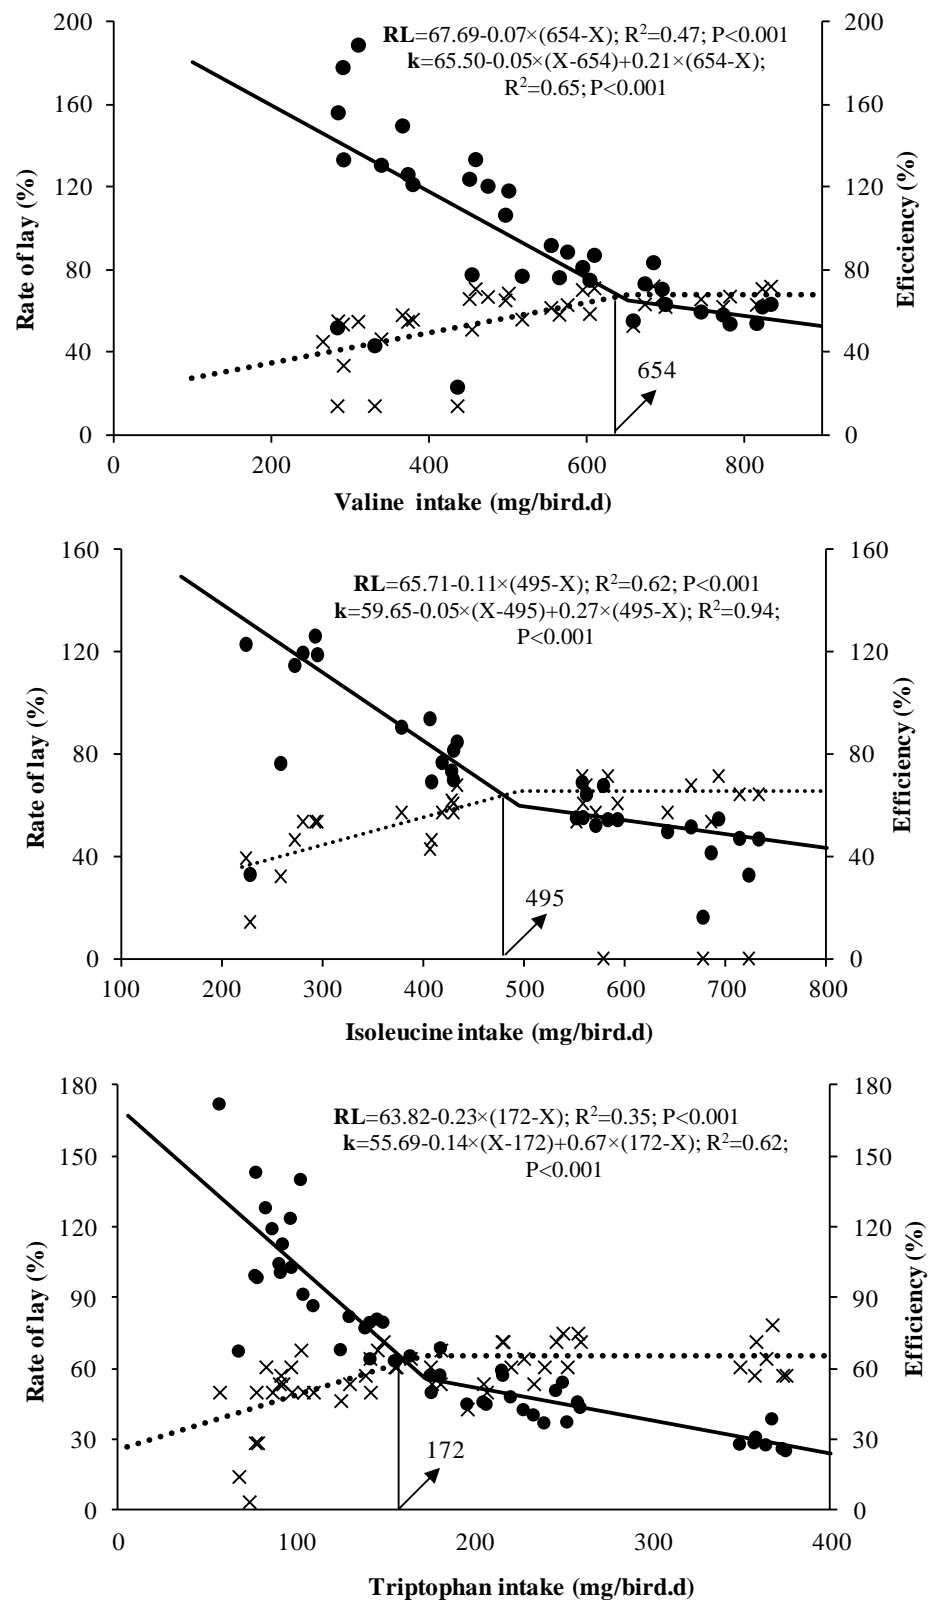 RL=67.69-0.07×(654-X); R²=0.47; P<0.001
k=65.50-0.05×(X-654)+0.21×(654-X);
R²=0.65; P<0.001
200
160
120
80
40
0
Rate of lay (%)
200
160
120
80
40
0
Eficciency (%)
654
0 200 400 600 800
Valine intake (mg/bird.d)
RL=65.71-0.11×(495-X); R²=0.62; P<0.001
k=59.65-0.05×(X-495)+0.27×(495-X); R²=0.94;
P<0.001
160
120
80
40
0
Rate of lay (%)
160
120
80
40
0
Efficiency (%)
495
100 200 300 400 500 600 700 800
Isoleucine intake (mg/bird.d)
RL=63.82-0.23×(172-X); R²=0.35; P<0.001
k=55.69-0.14×(X-172)+0.67×(172-X); R²=0.62;
P<0.001
180
150
120
90
60
30
0
Rate of lay (%)
180
150
120
90
60
30
0
Efficiency (%)
172
0 100 200 300 400
Triptophan intake (mg/bird.d)